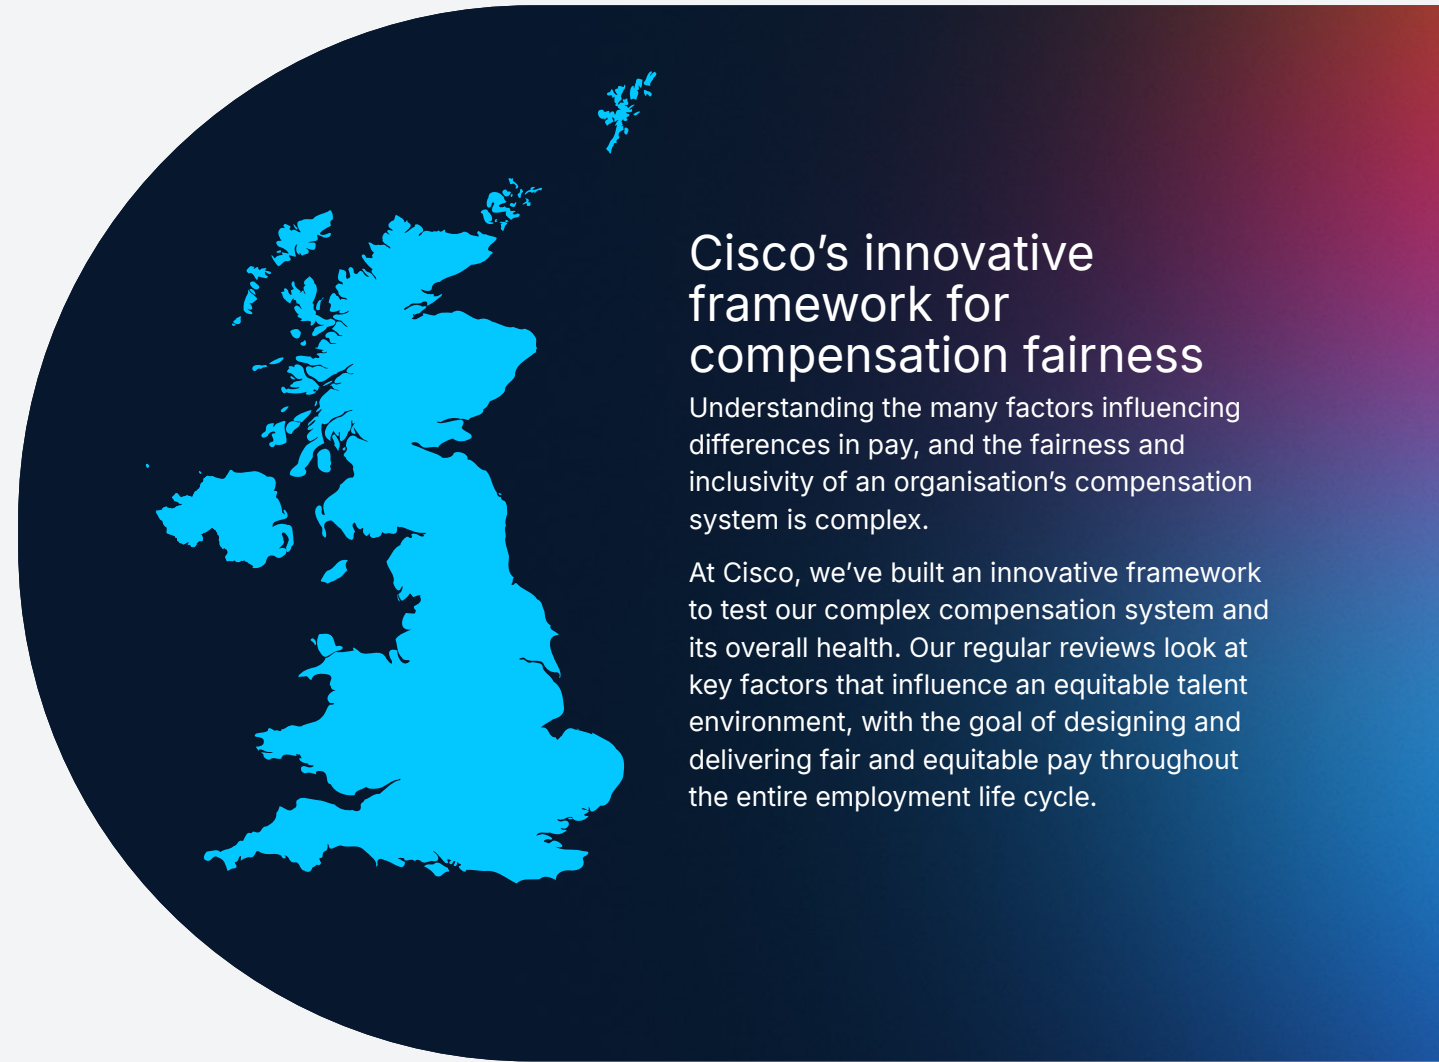 Cisco’s innovative
framework for
compensation fairness
Understanding the many factors influencing
differences in pay, and the fairness and
inclusivity of an organisation’s compensation
system is complex.
At Cisco, we’ve built an innovative framework
to test our complex compensation system and
its overall health. Our regular reviews look at
key factors that influence an equitable talent
environment, with the goal of designing and
delivering fair and equitable pay throughout
the entire employment life cycle.